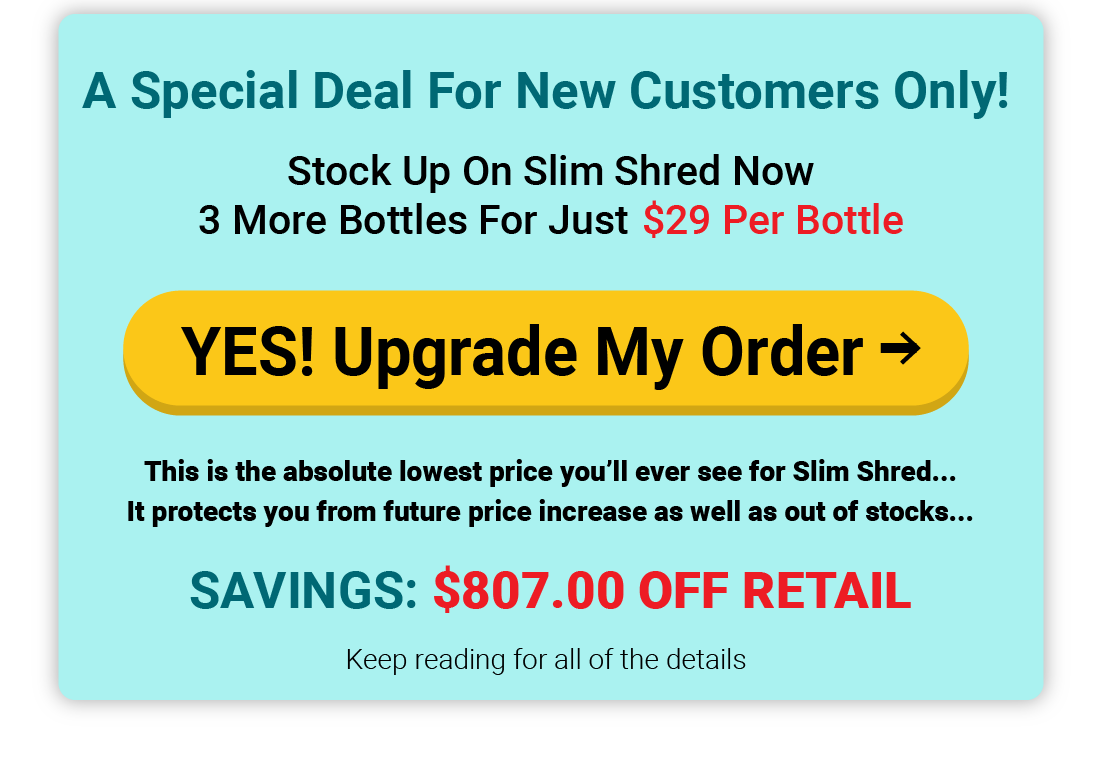 A Special Deal For New Customers Only!
Stock Up On Slim Shred Now
3 More Bottles For Just $29 Per Bottle
YES! Upgrade My Order →
This is the absolute lowest price you’ll ever see for Slim Shred...
It protects you from future price increase as well as out of stocks...
SAVINGS: $807.00 OFF RETAIL
Keep reading for all of the details